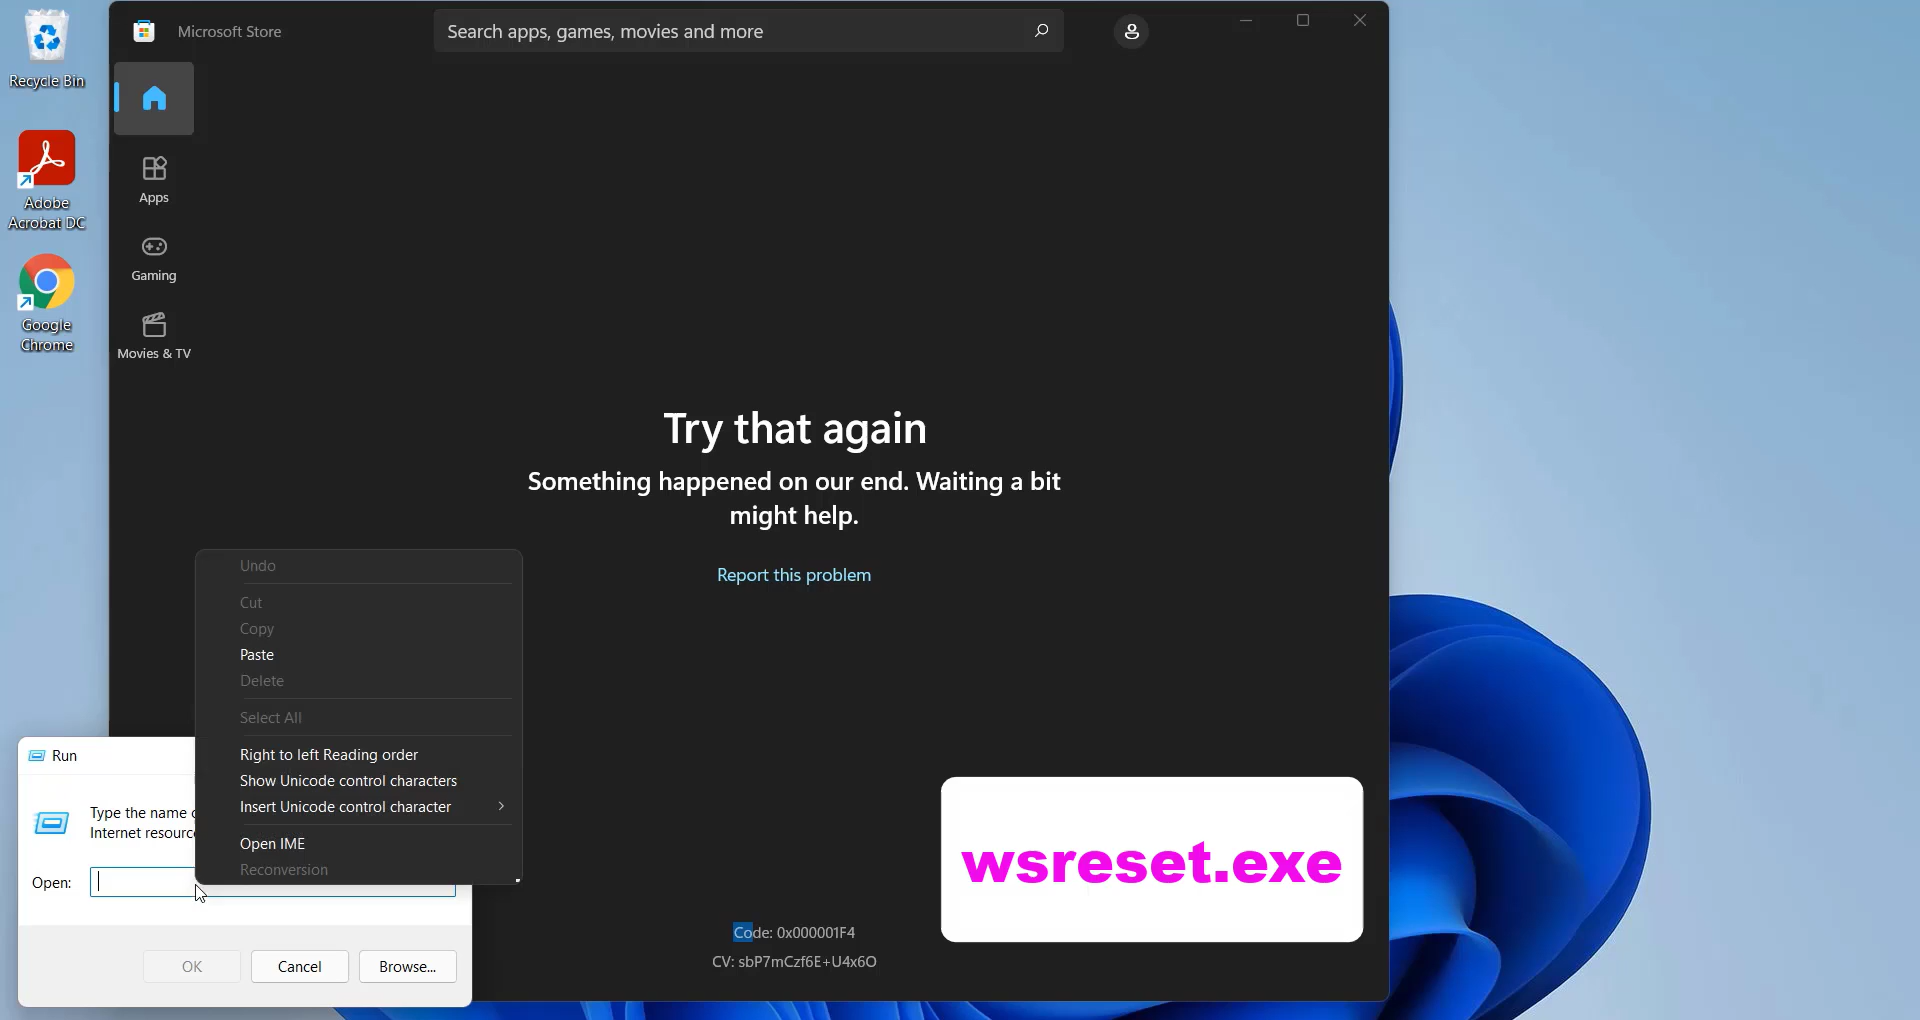 Recycle Bin
Adobe
Acrobat DC
Google
Chrome
Microsoft Store
Search apps, games, movies and more
Apps
Gaming
Movies & TV
Try that again
Something happened on our end. Waiting a bit
might help.
Report this problem
Undo
Cut
Copy
Paste
Delete
Select All
Right to left Reading order
Show Unicode control characters
Insert Unicode control character
Open IME
Reconversion
Run
Type the name
Internet
Open:
OK
Cancel
Browse...
wsreset.exe
Code: 0x000001F4
CV: sbP7mCzf6E+U4x6O